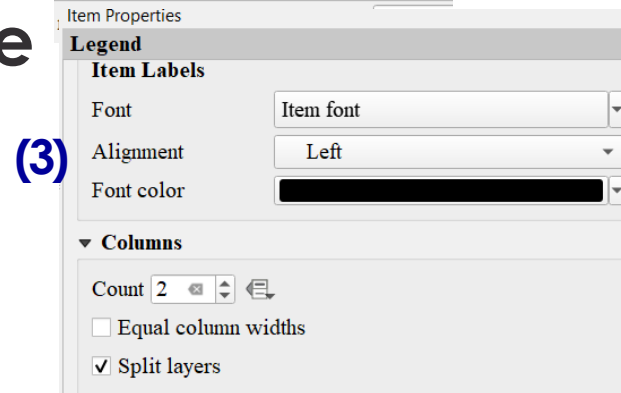 Item Properties
e
Legend
Item Labels
Font Item font
(3) Alignment Left
Font color
Columns
Count 2
Equal column widths
Split layers